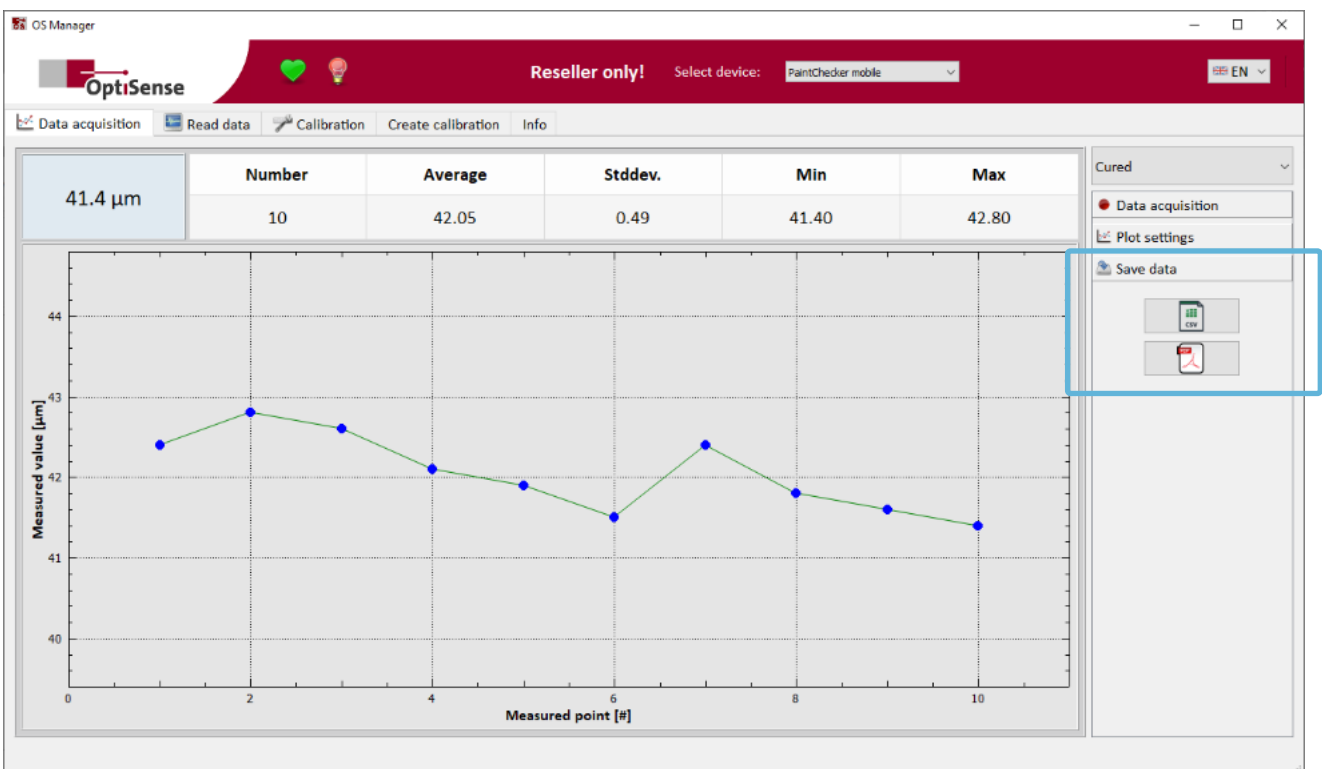 OS Manager
OptiSense
Reseller only! Select device: PaintChecker mobile
EN
Data acquisition Read data Calibration Create calibration Info
41.4 µm
Number Average Stddev. Min Max
10 42.05 0.49 41.40 42.80
Cured
Data acquisition
Plot settings
Save data
CSV
PDF
44
43
42
41
40
Measured value [µm]
0 2 4 6 8 10
Measured point [#]